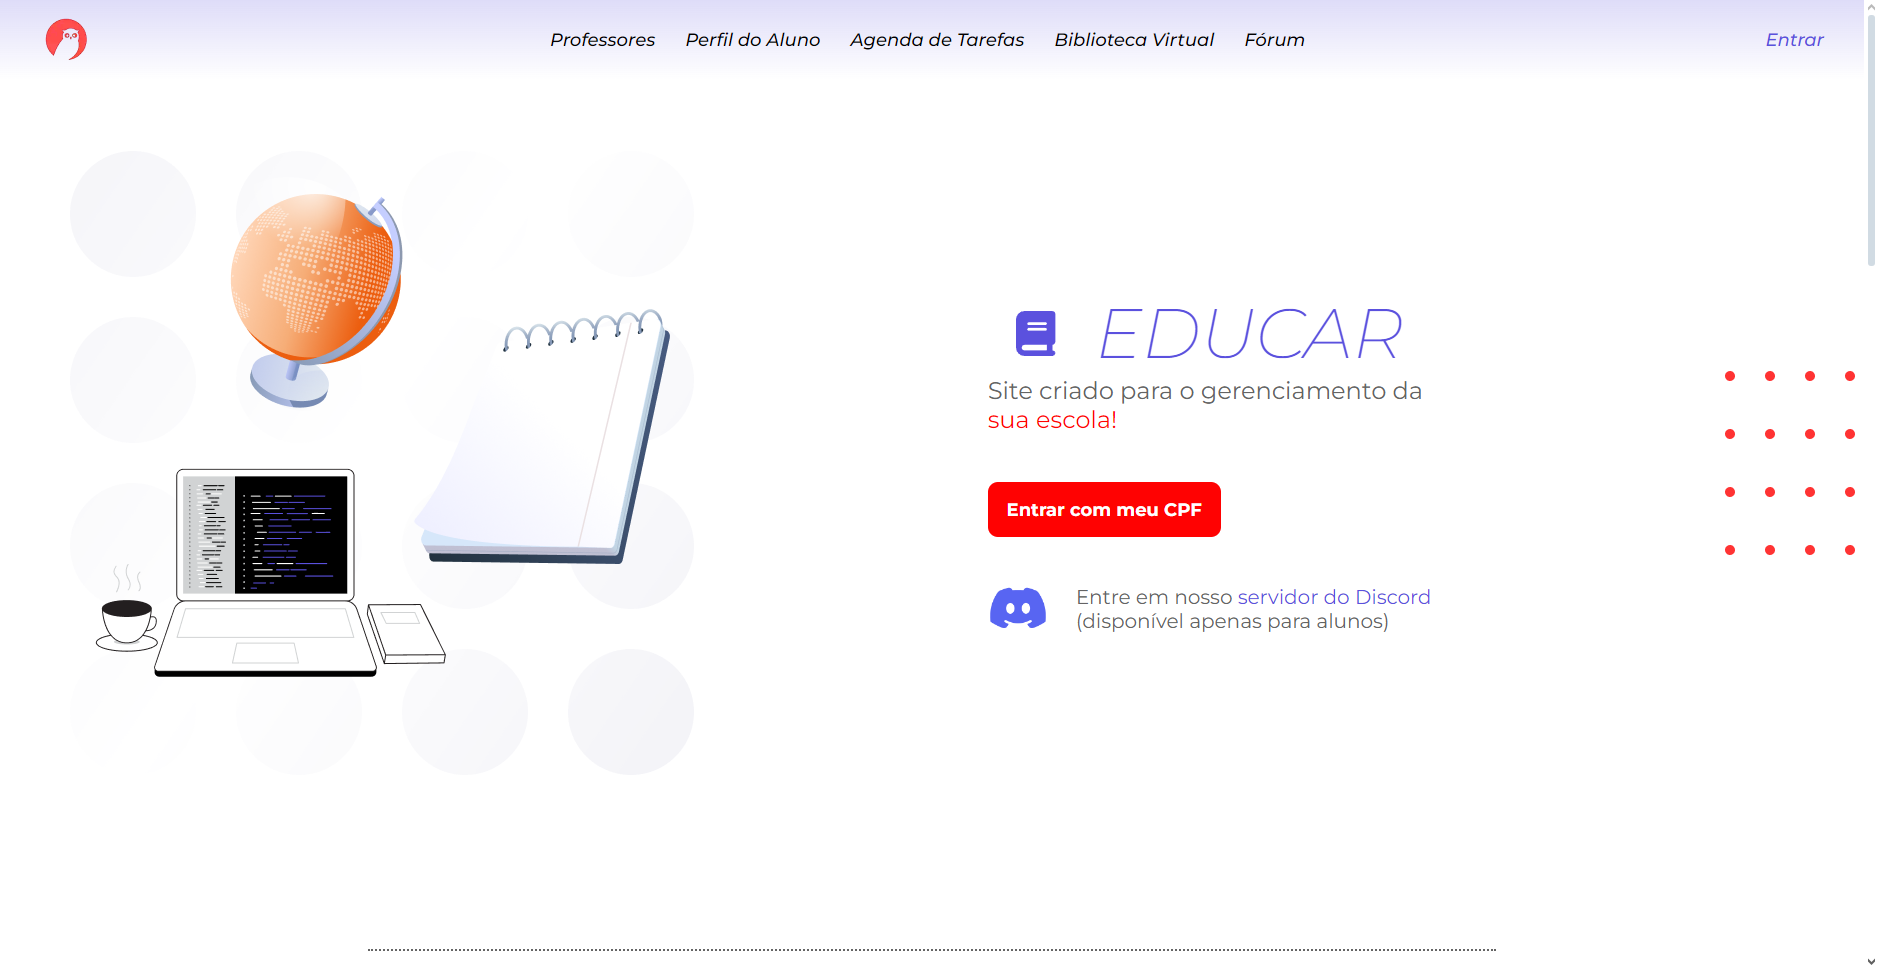 Professores Perfil do Aluno Agenda de Tarefas Biblioteca Virtual Fórum Entrar
EDUCAR
Site criado para o gerenciamento da
sua escola!
Entrar com meu CPF
Entre em nosso servidor do Discord
(disponível apenas para alunos)